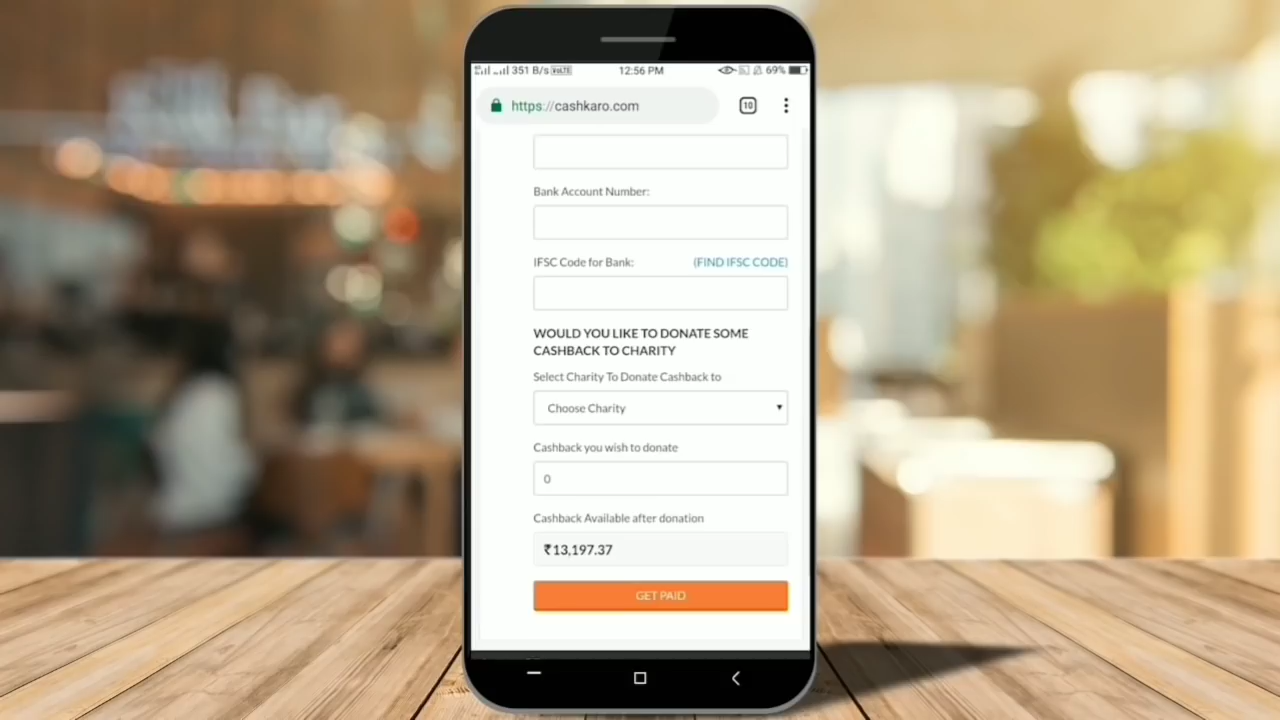 351 B/s VoLTE 12:56 PM 69%
https://cashkaro.com 10
Bank Account Number:
IFSC Code for Bank: (FIND IFSC CODE)
WOULD YOU LIKE TO DONATE SOME
CASHBACK TO CHARITY
Select Charity To Donate Cashback to
Choose Charity
Cashback you wish to donate
0
Cashback Available after donation
₹13,197.37
GET PAID